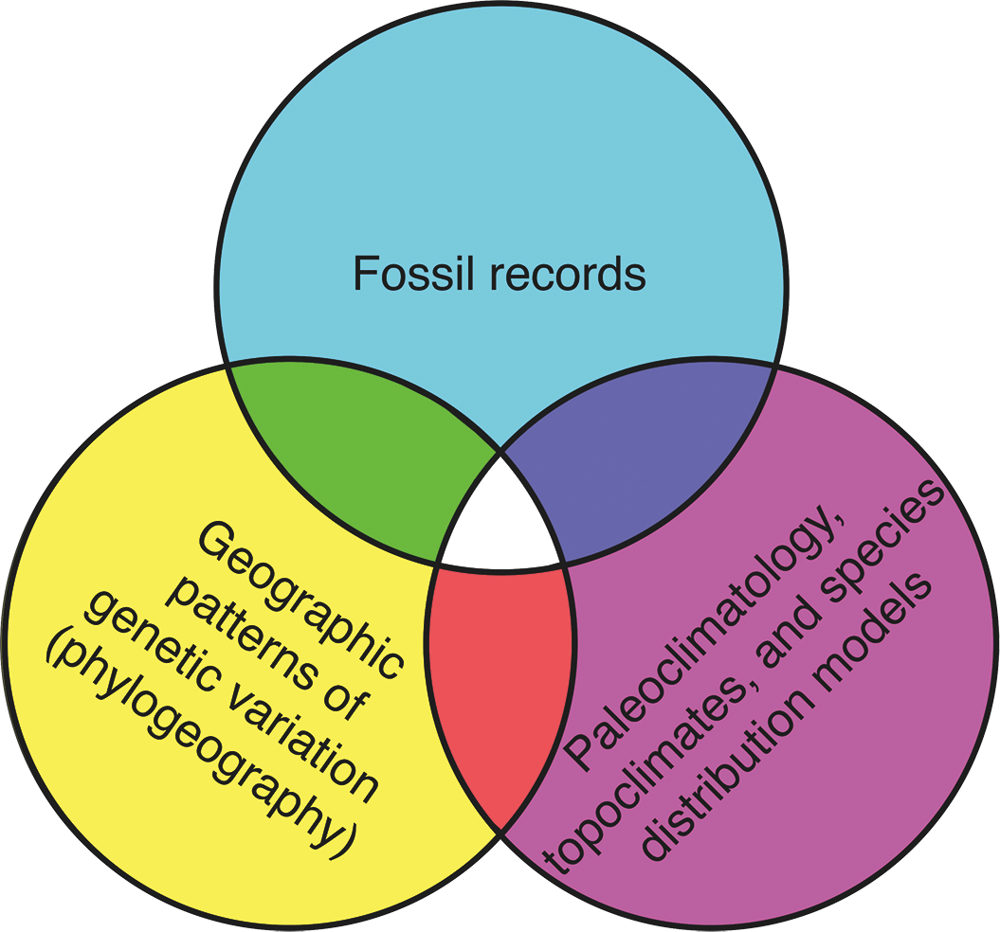 Fossil records
Geographic
patterns of
genetic variation
(phylogeography)
Paleoclimatology,
topoclimates, and species
distribution models